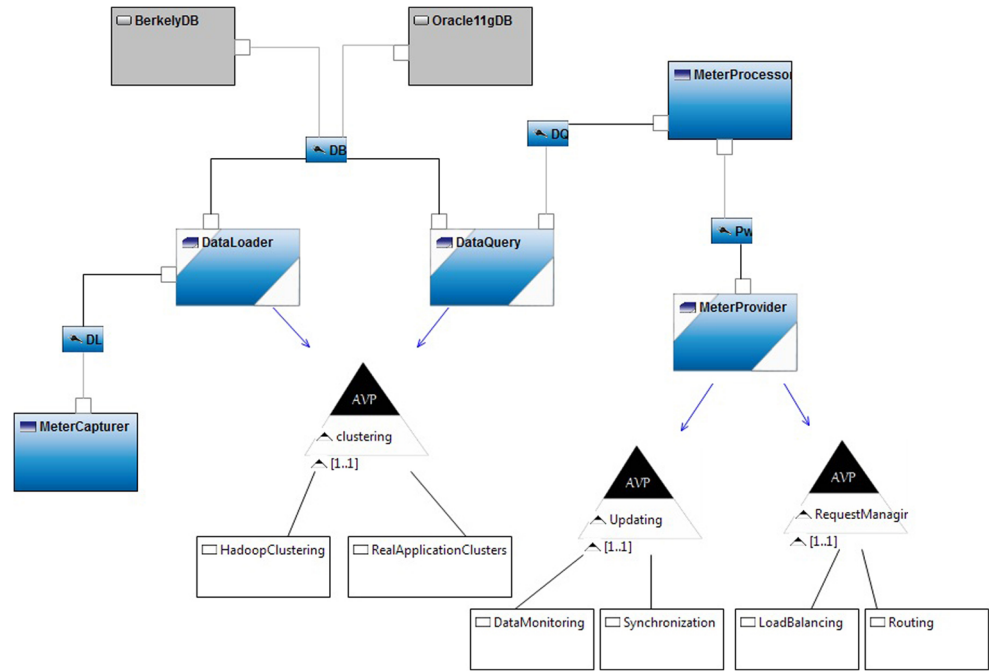 BerkelyDB
Oracle11gDB
MeterProcessor
DQ
DB
DataLoader
DataQuery
Pw
MeterProvider
DL
MeterCapturer
AVP
clustering
[1..1]
AVP
Updating
[1..1]
AVP
RequestManagir
[1..1]
HadoopClustering
RealApplicationClusters
DataMonitoring
Synchronization
LoadBalancing
Routing